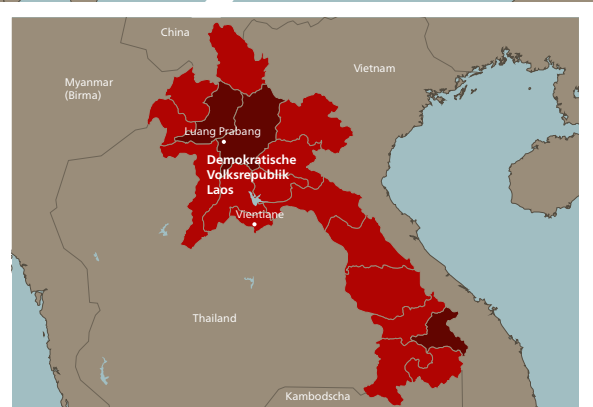 China
Vietnam
Myanmar
(Birma)
Luang Prabang
Demokratische
Volksrepublik
Laos
Vientiane
Thailand
Kambodscha